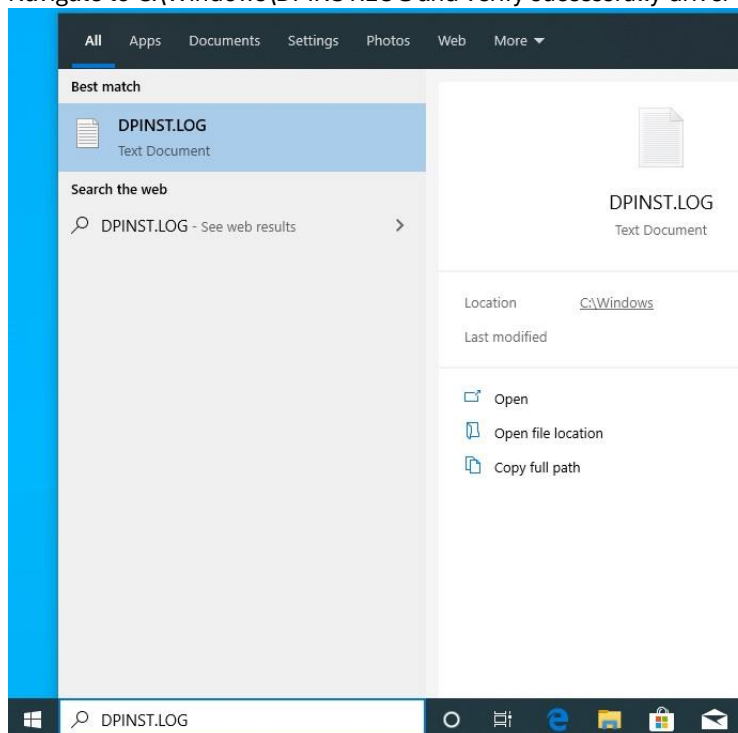 All Apps Documents Settings Photos Web More
Best match
DPINST.LOG
Text Document
Search the web
DPINST.LOG - See web results
DPINST.LOG
Text Document
Location C:\Windows
Last modified
Open
Open file location
Copy full path
DPINST.LOG